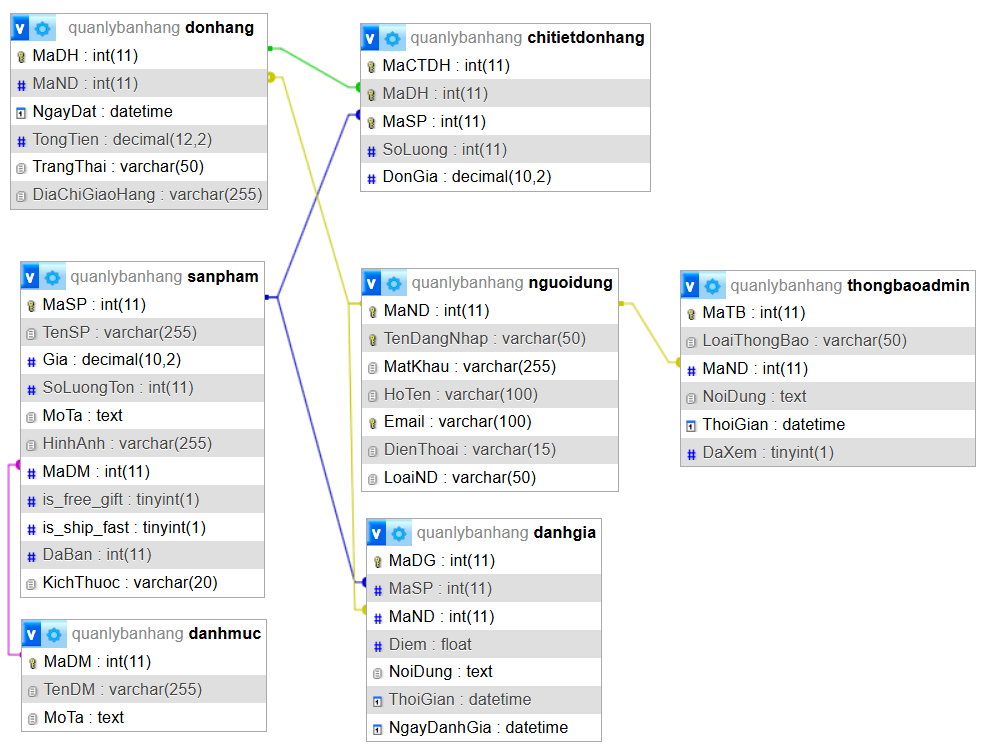 v quanlybanhang donhang
MaDH : int(11)
# MaND : int(11)
NgayDat : datetime
# TongTien : decimal(12,2)
TrangThai : varchar(50)
DiaChiGiaoHang : varchar(255)
v quanlybanhang chitietdonhang
MaCTDH : int(11)
MaDH : int(11)
MaSP : int(11)
# SoLuong : int(11)
# DonGia : decimal(10,2)
v quanlybanhang sanpham
MaSP : int(11)
TenSP : varchar(255)
# Gia : decimal(10,2)
# SoLuongTon : int(11)
MoTa : text
HinhAnh : varchar(255)
# MaDM : int(11)
# is_free_gift : tinyint(1)
# is_ship_fast : tinyint(1)
# DaBan : int(11)
KichThuoc : varchar(20)
v quanlybanhang nguoidung
MaND : int(11)
TenDangNhap : varchar(50)
MatKhau : varchar(255)
HoTen : varchar(100)
Email : varchar(100)
DienThoai : varchar(15)
LoaiND : varchar(50)
v quanlybanhang thongbaoadmin
MaTB : int(11)
LoaiThongBao : varchar(50)
# MaND : int(11)
NoiDung : text
ThoiGian : datetime
# DaXem : tinyint(1)
v quanlybanhang danhmuc
MaDM : int(11)
TenDM : varchar(255)
MoTa : text
v quanlybanhang danhgia
MaDG : int(11)
# MaSP : int(11)
# MaND : int(11)
# Diem : float
NoiDung : text
ThoiGian : datetime
NgayDanhGia : datetime